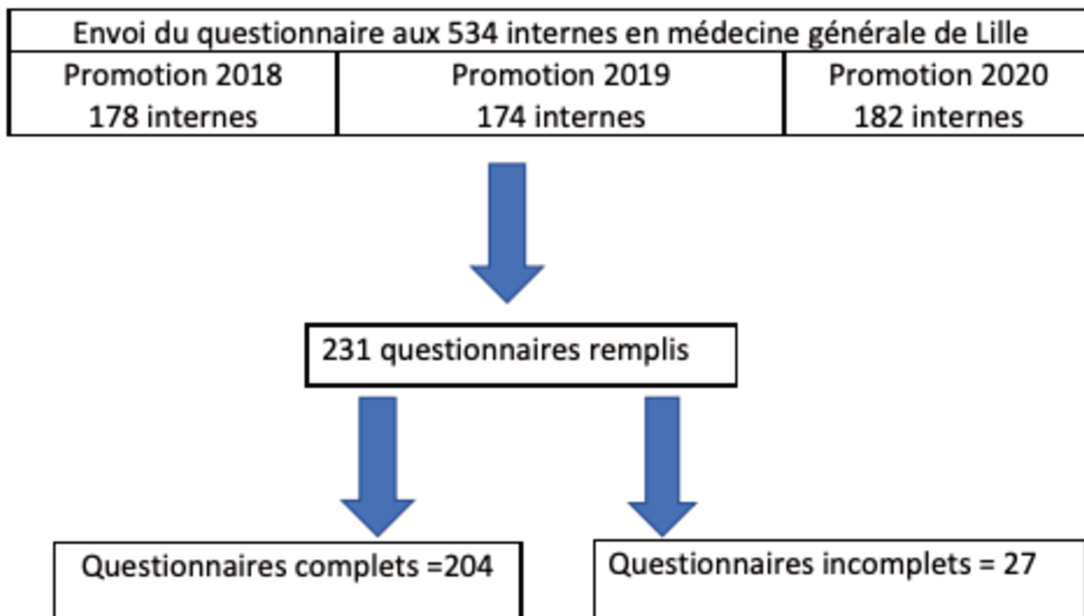 Envoi du questionnaire aux 534 internes en médecine générale de Lille
Promotion 2018
178 internes
Promotion 2019
174 internes
Promotion 2020
182 internes
231 questionnaires remplis
Questionnaires complets =204
Questionnaires incomplets = 27